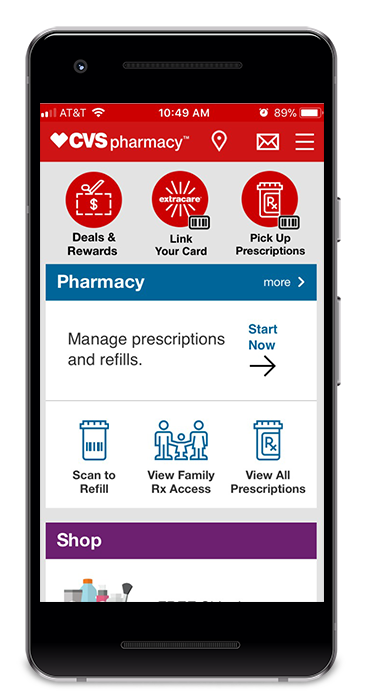 AT&T 10:49 AM 89%
CVS pharmacy™
$
extracare®
Rx
Deals &
Rewards
Link
Your Card
Pick Up
Prescriptions
Pharmacy more
Manage prescriptions
and refills.
Start
Now
Rx
Scan to
Refill
View Family
Rx Access
View All
Prescriptions
Shop